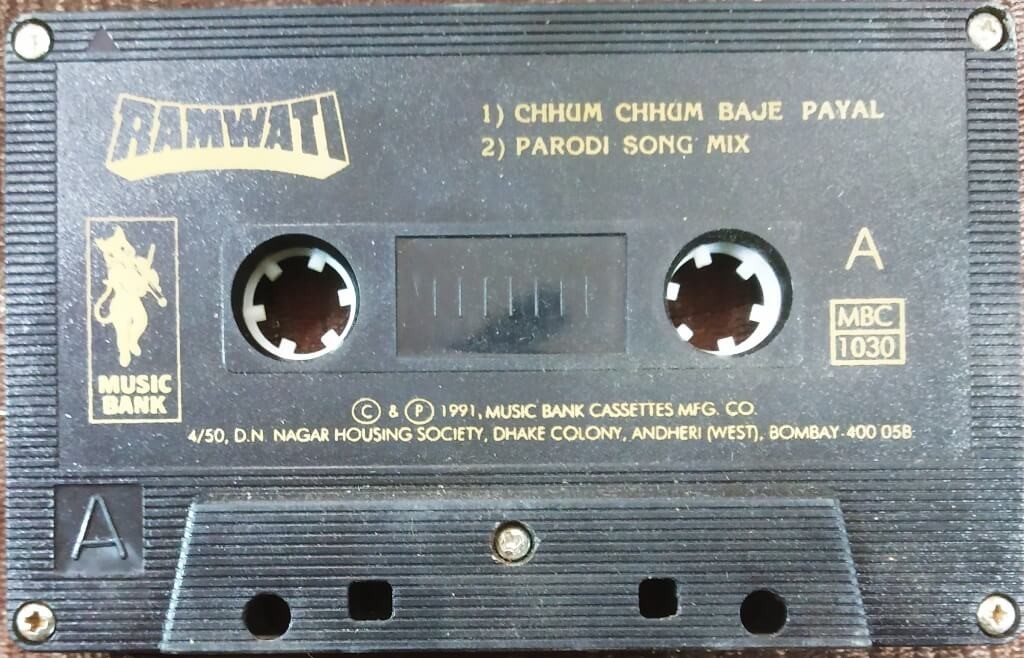 RAMWATI
1) CHHUM CHHUM BAJE PAYAL
2) PARODI SONG MIX
A
MBC
1030
MUSIC
BANK
© & ℗ 1991, MUSIC BANK CASSETTES MFG. CO.
4/50, D.N. NAGAR HOUSING SOCIETY, DHAKE COLONY, ANDHERI (WEST), BOMBAY-400 058.
A